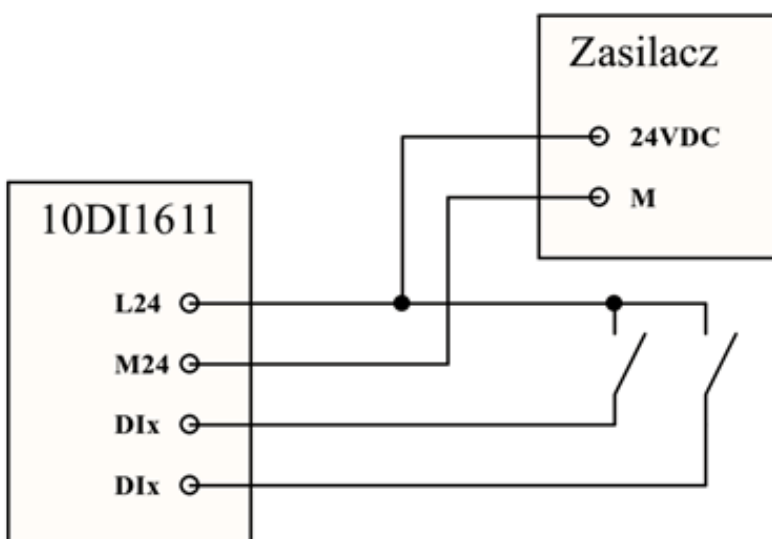 Zasilacz
24VDC
M
10DI1611
L24
M24
DIx
DIx